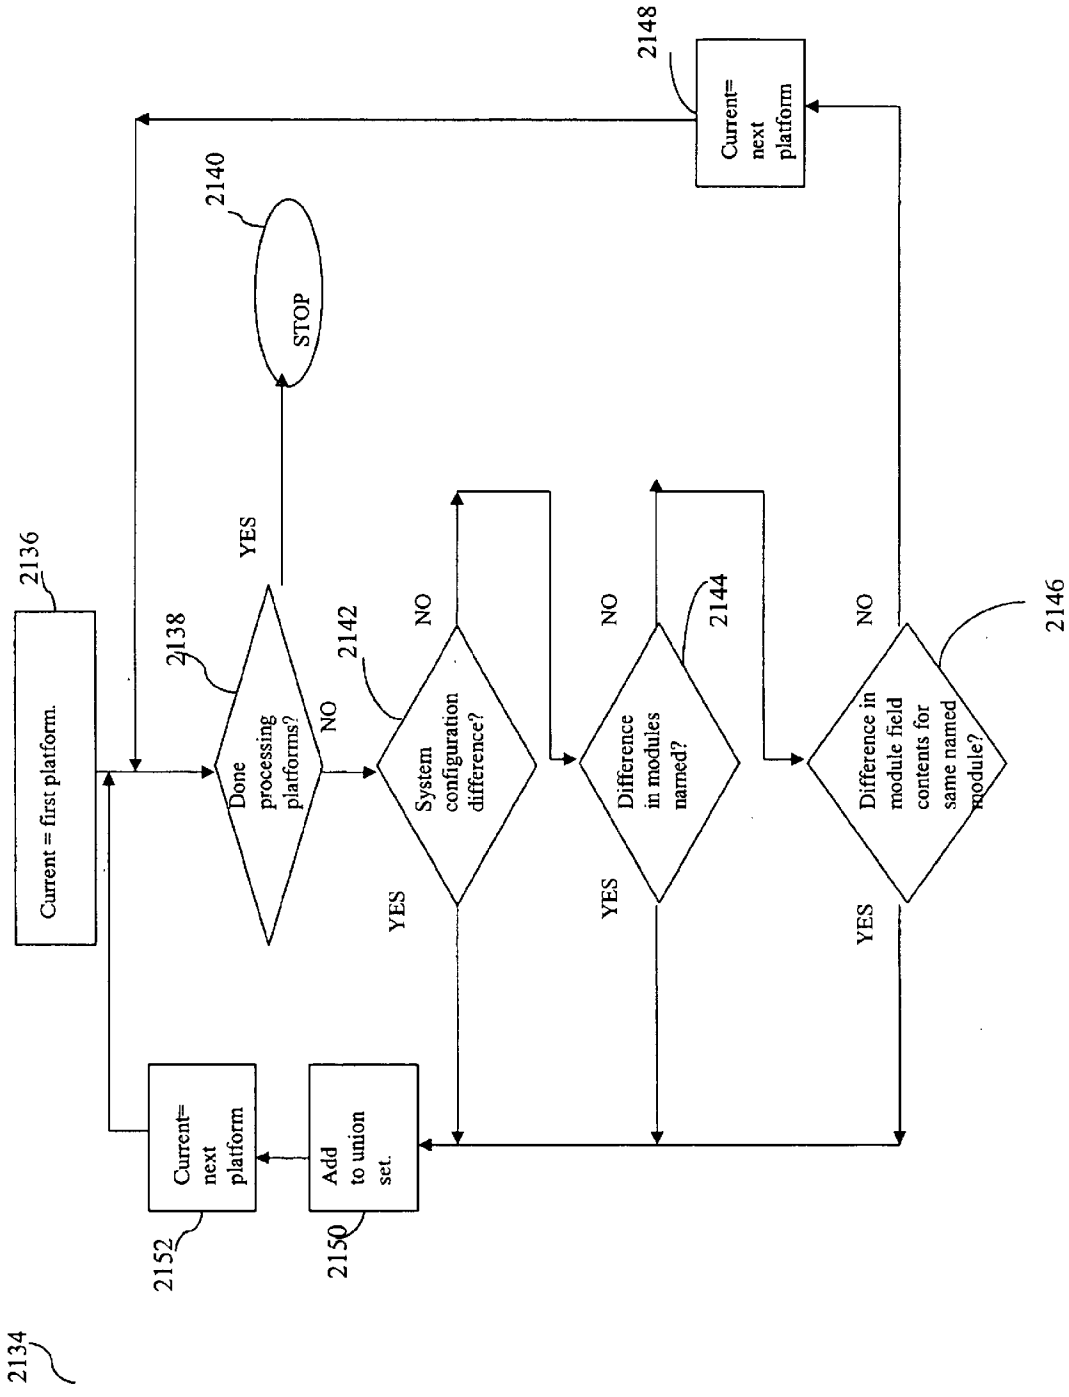 2134
2136
Current = first platform.
2138
Done
processing
platforms?
YES
2140
STOP
NO
2142
System
configuration
difference?
YES
NO
Difference
in modules
named?
2144
YES
NO
Difference in
module field
contents for
same named
module?
2146
YES
NO
2148
Current=
next
platform
2150
Add
to union
set.
2152
Current=
next
platform